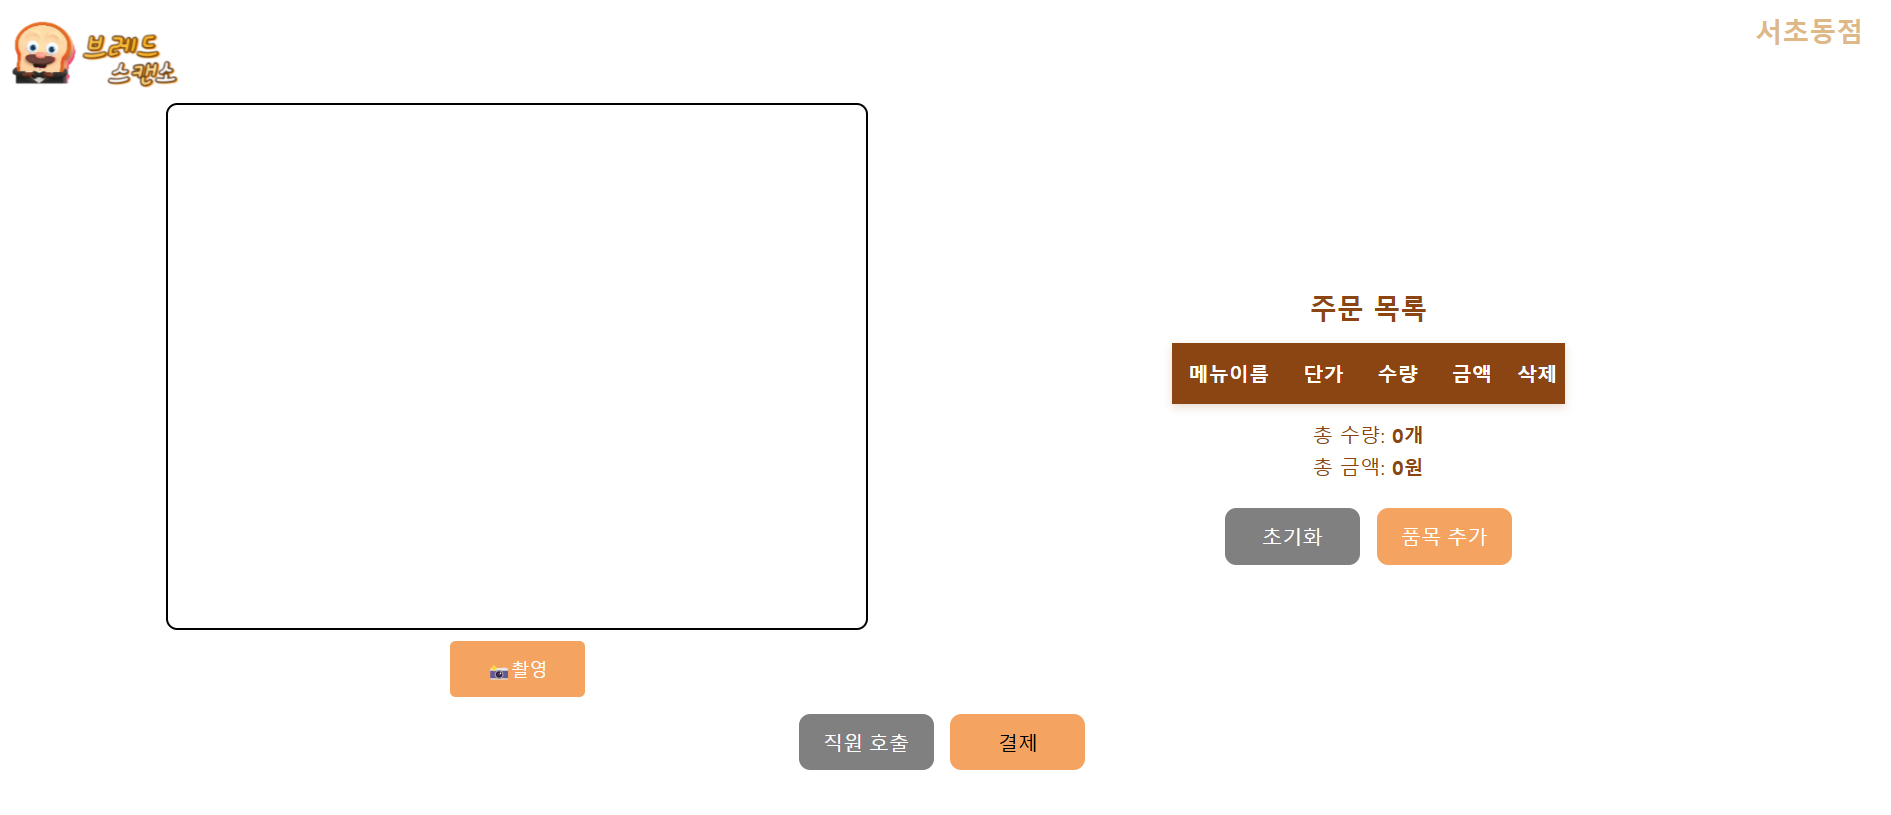 브레드
스캔소
서초동점
주문 목록
메뉴이름 단가 수량 금액 삭제
총 수량: 0개
총 금액: 0원
초기화 품목 추가
촬영
직원 호출 결제